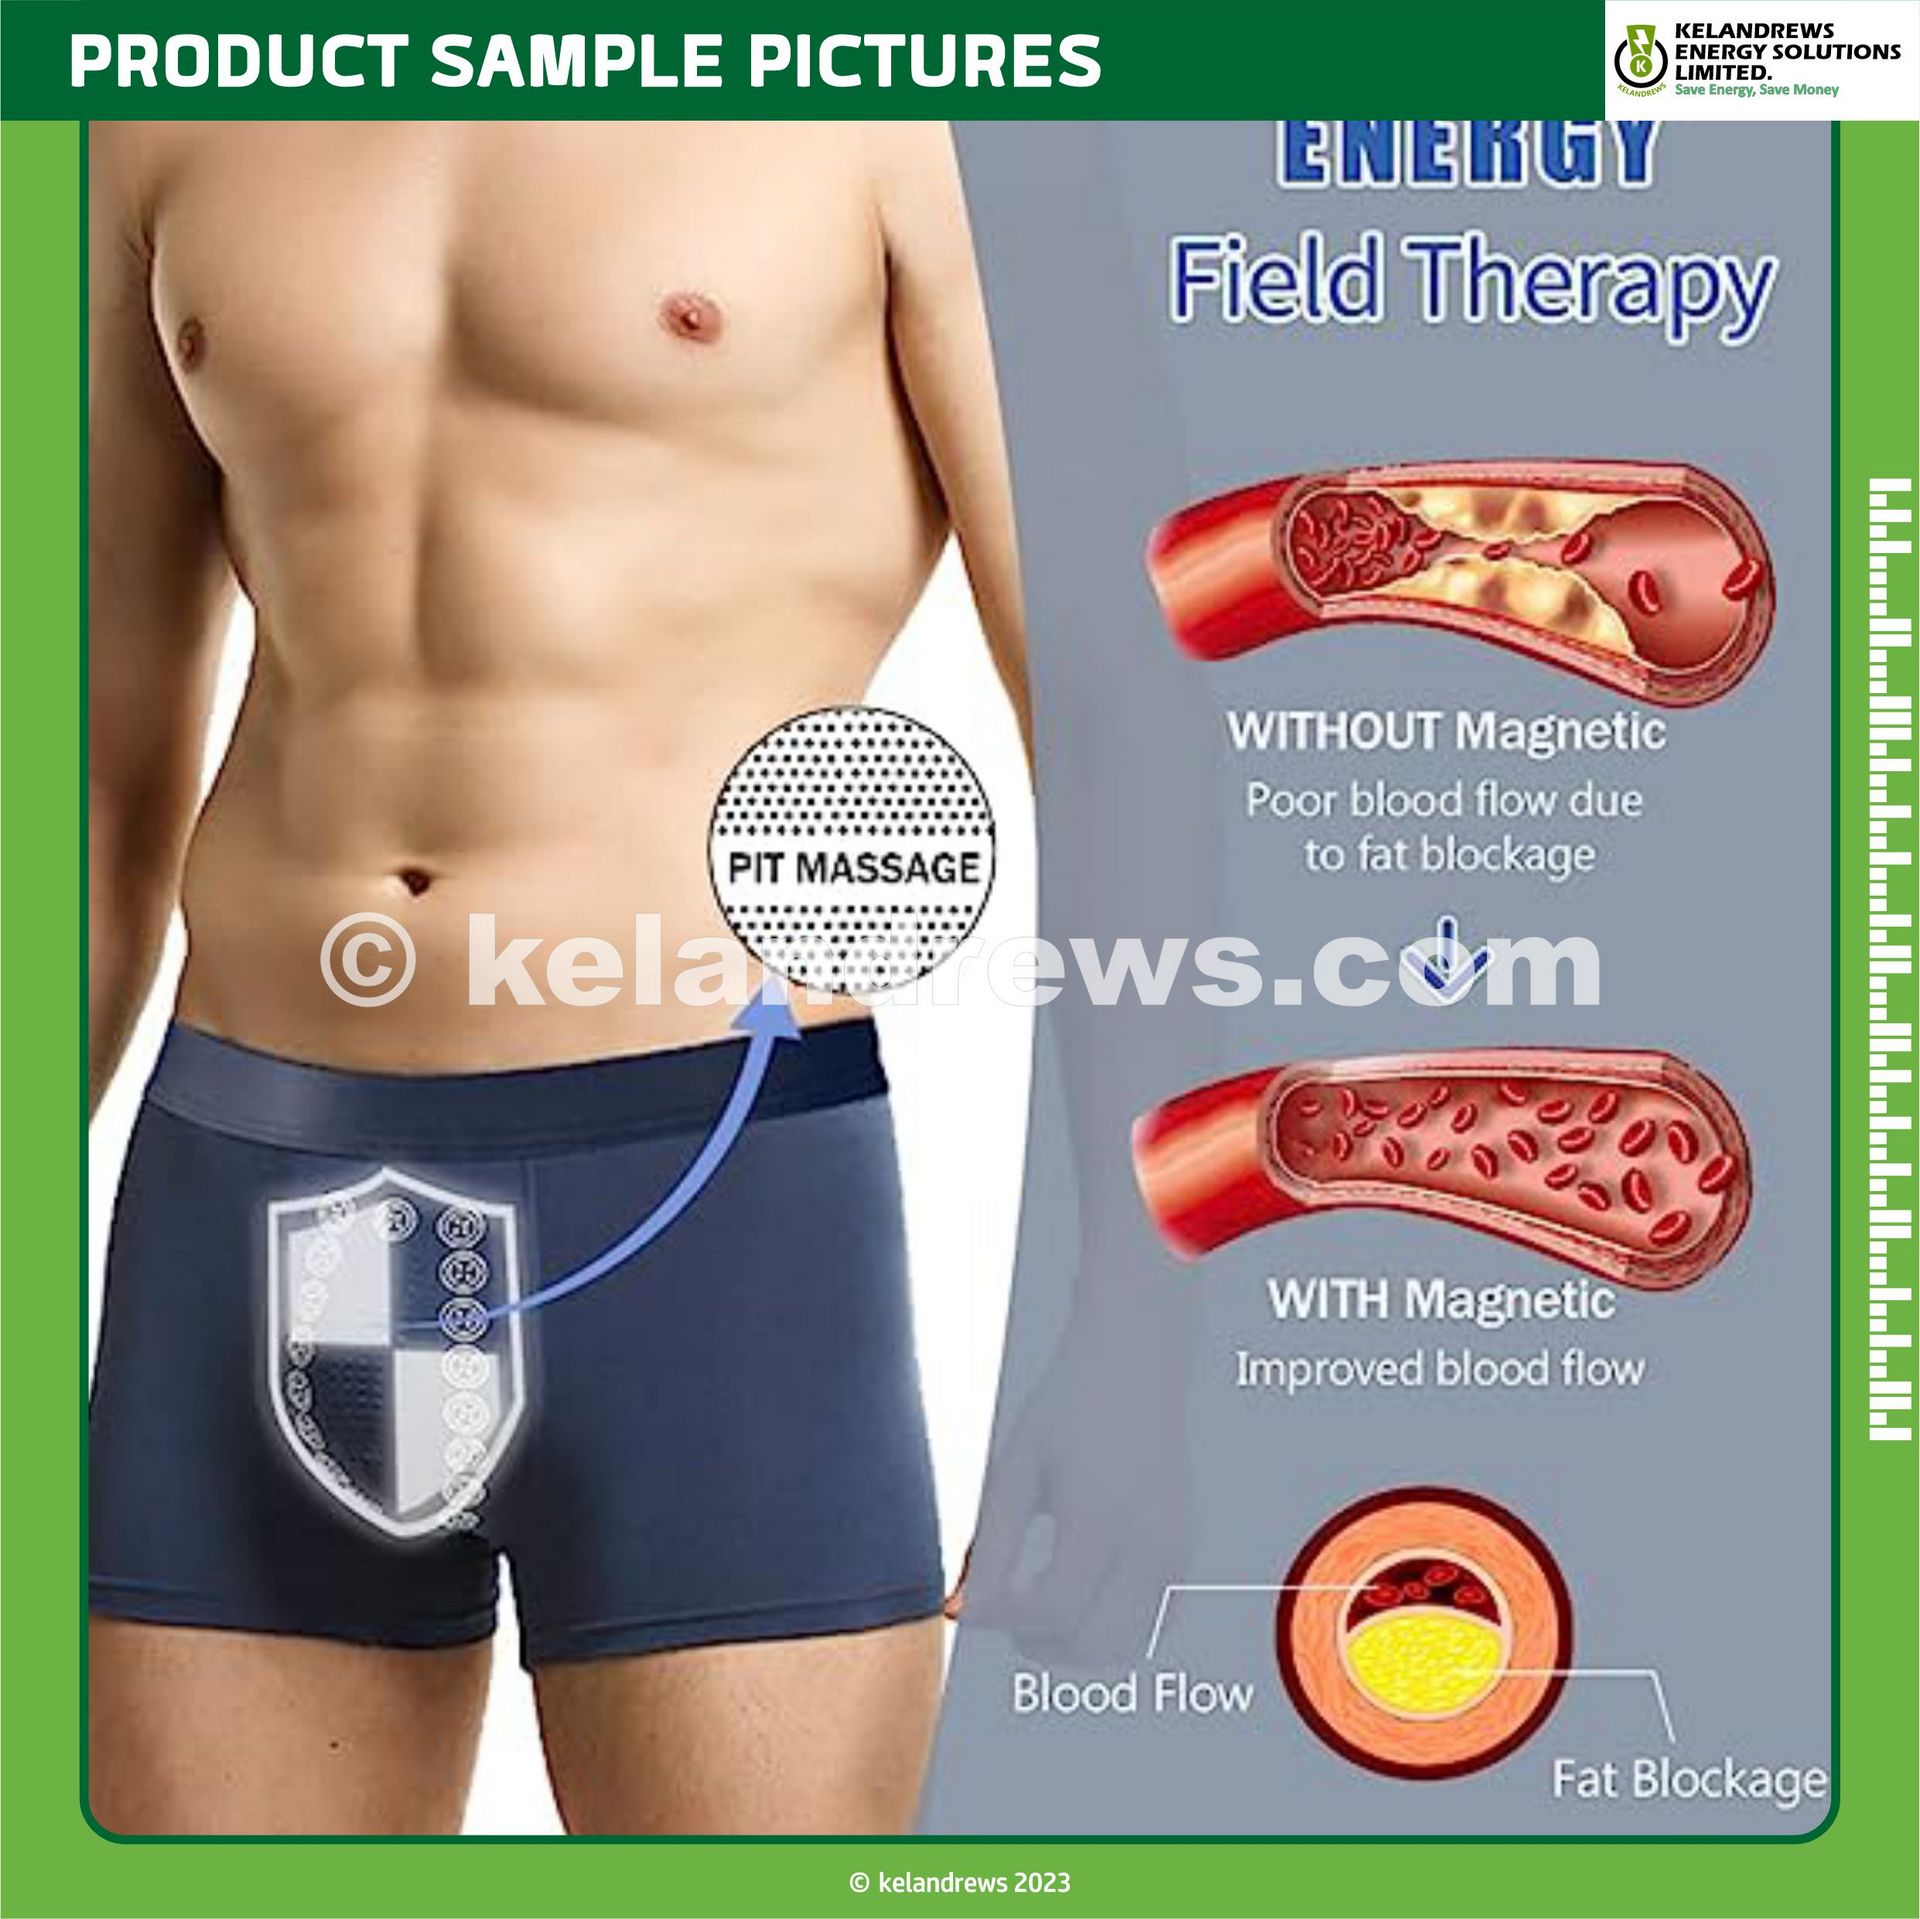 PRODUCT SAMPLE PICTURES
KELANDREWS
ENERGY SOLUTIONS
LIMITED.
Save Energy, Save Money
KELANDREWS
K
ENERGY
Field Therapy
WITHOUT Magnetic
Poor blood flow due
to fat blockage
PIT MASSAGE
© kelandrews.com
WITH Magnetic
Improved blood flow
Blood Flow
Fat Blockage
© kelandrews 2023